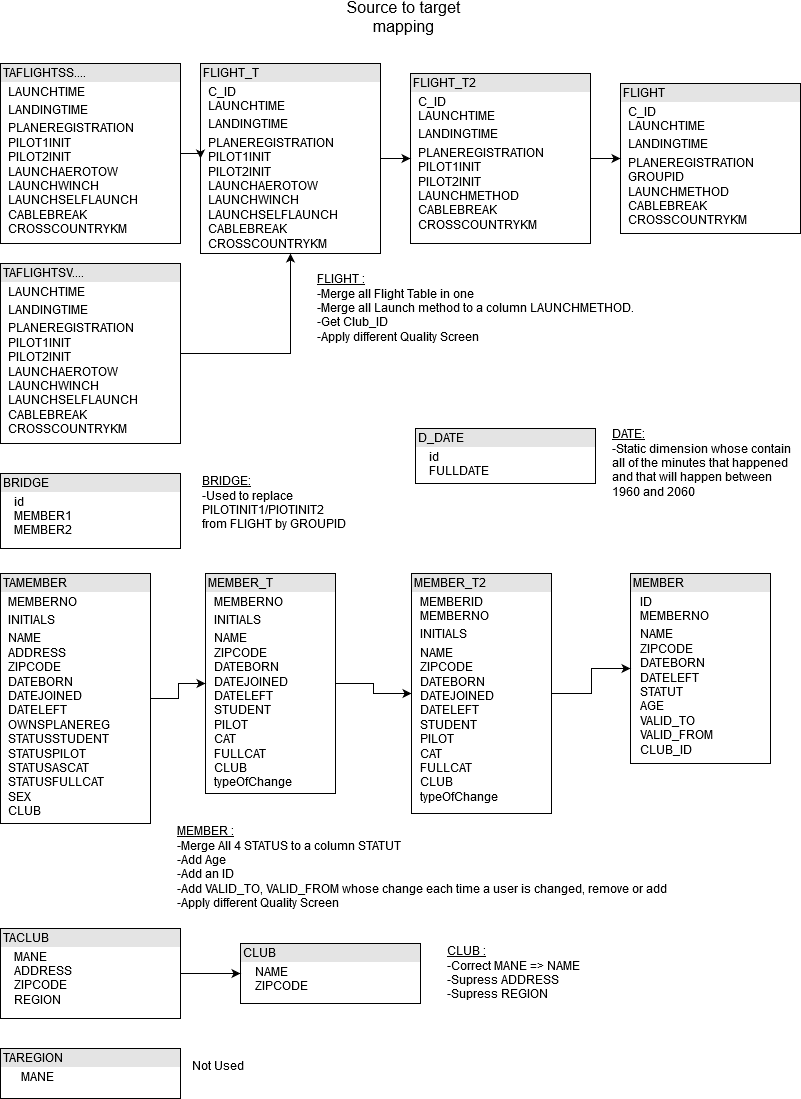 Source to target
mapping
TAFLIGHTSS....
LAUNCHTIME
LANDINGTIME
PLANEREGISTRATION
PILOT1INIT
PILOT2INIT
LAUNCHAEROTOW
LAUNCHWINCH
LAUNCHSELFLAUNCH
CABLEBREAK
CROSSCOUNTRYKM
FLIGHT_T
C_ID
LAUNCHTIME
LANDINGTIME
PLANEREGISTRATION
PILOT1INIT
PILOT2INIT
LAUNCHAEROTOW
LAUNCHWINCH
LAUNCHSELFLAUNCH
CABLEBREAK
CROSSCOUNTRYKM
FLIGHT_T2
C_ID
LAUNCHTIME
LANDINGTIME
PLANEREGISTRATION
PILOT1INIT
PILOT2INIT
LAUNCHMETHOD
CABLEBREAK
CROSSCOUNTRYKM
FLIGHT
C_ID
LAUNCHTIME
LANDINGTIME
PLANEREGISTRATION
GROUPID
LAUNCHMETHOD
CABLEBREAK
CROSSCOUNTRYKM
TAFLIGHTSV....
LAUNCHTIME
LANDINGTIME
PLANEREGISTRATION
PILOT1INIT
PILOT2INIT
LAUNCHAEROTOW
LAUNCHWINCH
LAUNCHSELFLAUNCH
CABLEBREAK
CROSSCOUNTRYKM
FLIGHT :
-Merge all Flight Table in one
-Merge all Launch method to a column LAUNCHMETHOD.
-Get Club_ID
-Apply different Quality Screen
D_DATE
id
FULLDATE
DATE:
-Static dimension whose contain
all of the minutes that happened
and that will happen between
1960 and 2060
BRIDGE
id
MEMBER1
MEMBER2
BRIDGE:
-Used to replace
PILOTINIT1/PIOTINIT2
from FLIGHT by GROUPID
TAMEMBER
MEMBERNO
INITIALS
NAME
ADDRESS
ZIPCODE
DATEBORN
DATEJOINED
DATELEFT
OWNSPLANEREG
STATUSSTUDENT
STATUSPILOT
STATUSASCAT
STATUSFULLCAT
SEX
CLUB
MEMBER_T
MEMBERNO
INITIALS
NAME
ZIPCODE
DATEBORN
DATEJOINED
DATELEFT
STUDENT
PILOT
CAT
FULLCAT
CLUB
typeOfChange
MEMBER_T2
MEMBERID
MEMBERNO
INITIALS
NAME
ZIPCODE
DATEBORN
DATEJOINED
DATELEFT
STUDENT
PILOT
CAT
FULLCAT
CLUB
typeOfChange
MEMBER
ID
MEMBERNO
NAME
ZIPCODE
DATEBORN
DATELEFT
STATUT
AGE
VALID_TO
VALID_FROM
CLUB_ID
MEMBER :
-Merge All 4 STATUS to a column STATUT
-Add Age
-Add an ID
-Add VALID_TO, VALID_FROM whose change each time a user is changed, remove or add
-Apply different Quality Screen
TACLUB
MANE
ADDRESS
ZIPCODE
REGION
CLUB
NAME
ZIPCODE
CLUB :
-Correct MANE => NAME
-Supress ADDRESS
-Supress REGION
TAREGION
MANE
Not Used